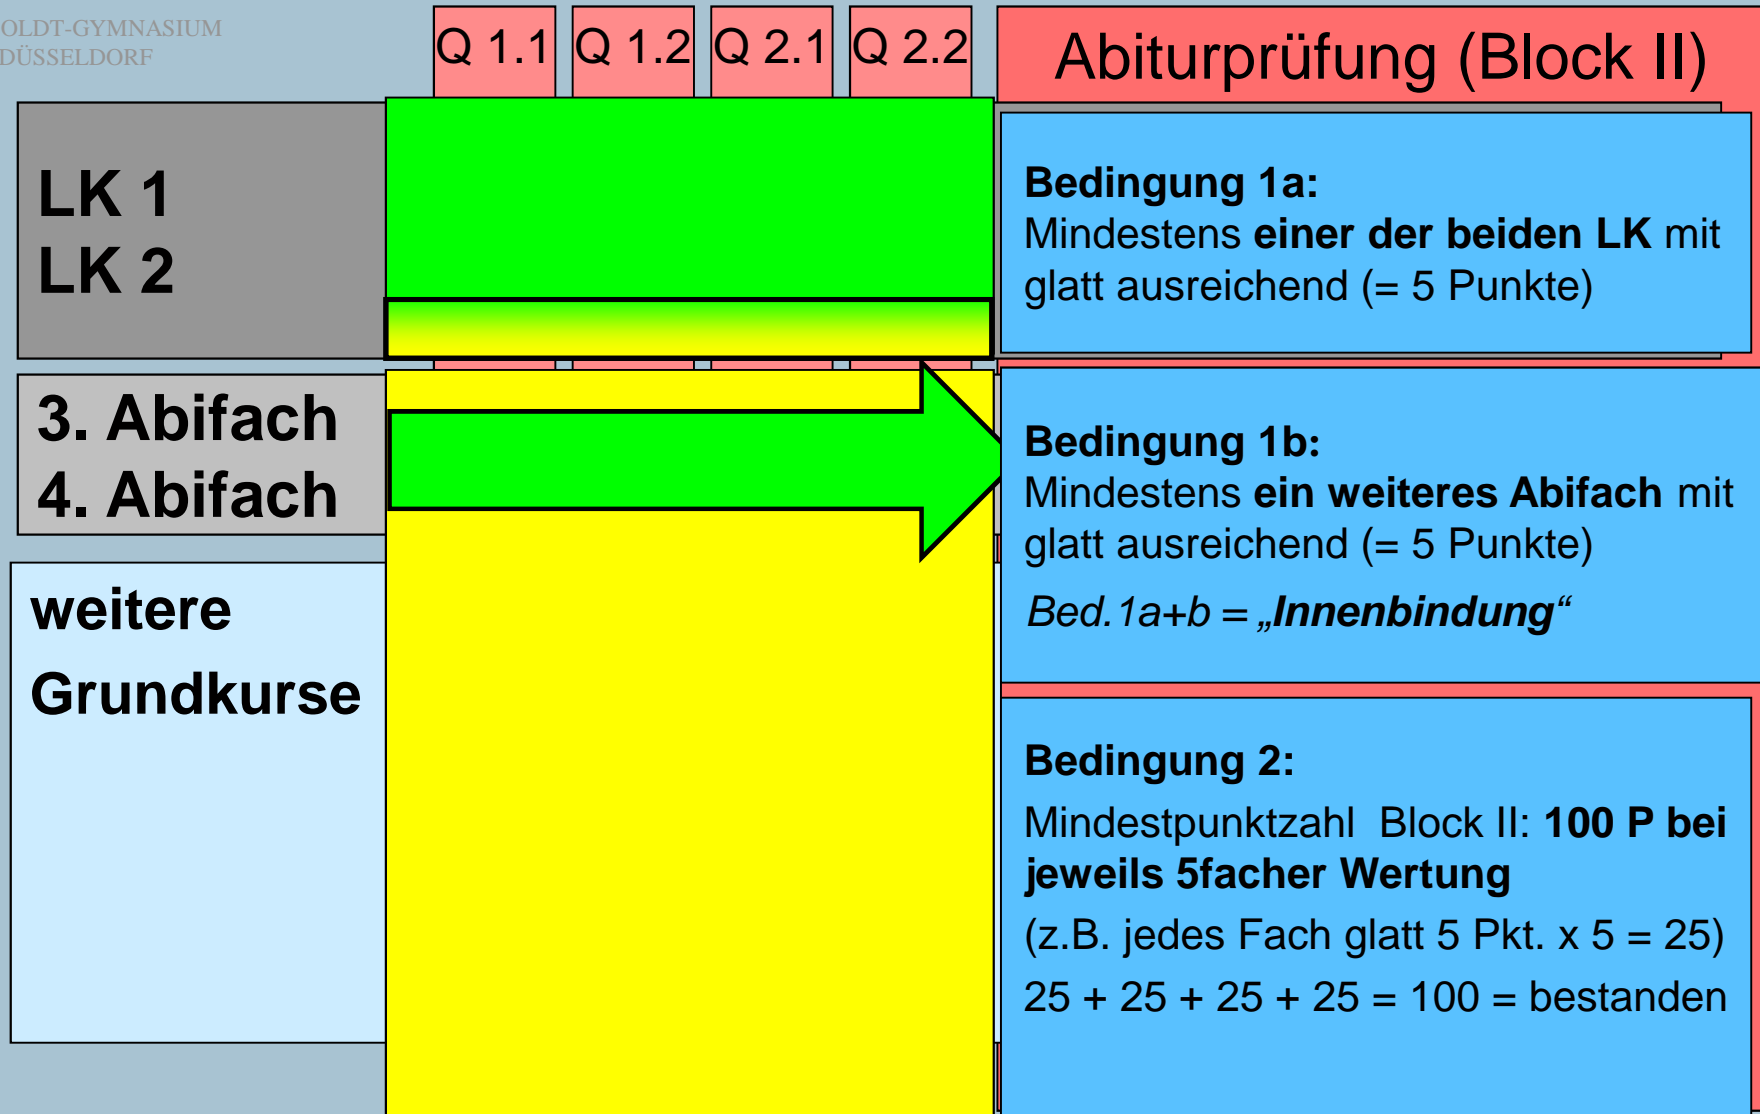 OLDT-GYMNASIUM
DÜSSELDORF
Q 1.1 Q 1.2 Q 2.1 Q 2.2
Abiturprüfung (Block II)
LK 1
LK 2
Bedingung 1a:
Mindestens einer der beiden LK mit
glatt ausreichend (= 5 Punkte)
3. Abifach
4. Abifach
Bedingung 1b:
Mindestens ein weiteres Abifach mit
glatt ausreichend (= 5 Punkte)
Bed.1a+b = „Innenbindung“
weitere
Grundkurse
Bedingung 2:
Mindestpunktzahl Block II: 100 P bei
jeweils 5facher Wertung
(z.B. jedes Fach glatt 5 Pkt. x 5 = 25)
25 + 25 + 25 + 25 = 100 = bestanden